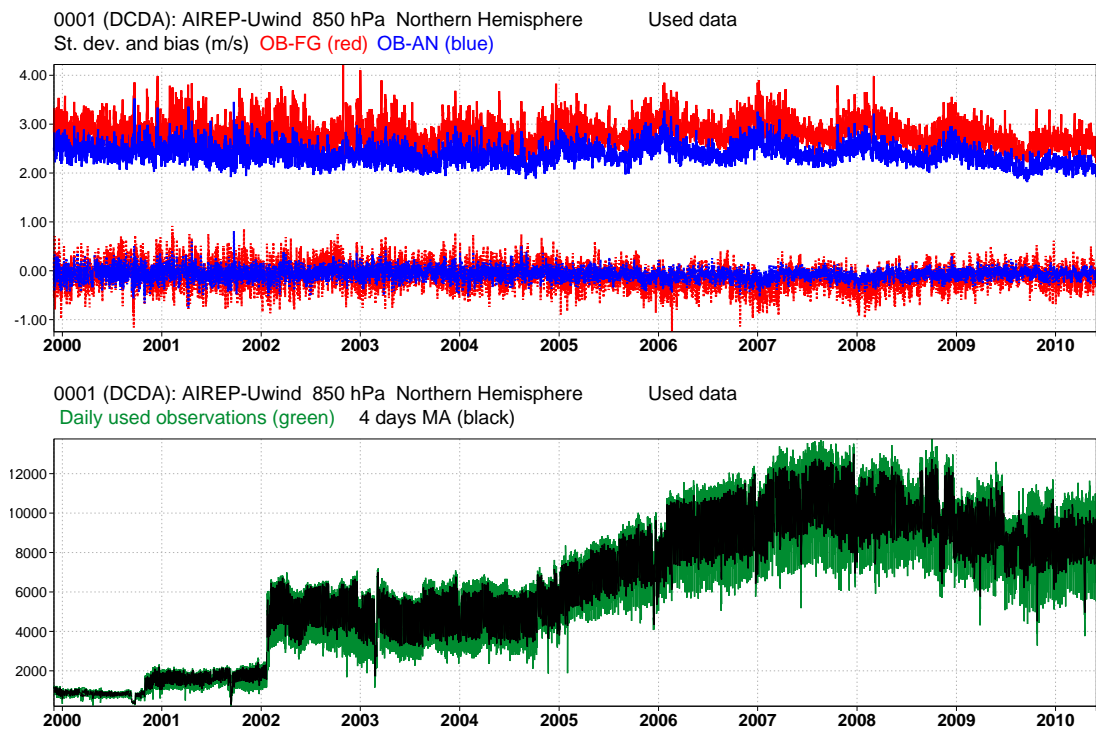 0001 (DCDA): AIREP-Uwind 850 hPa Northern Hemisphere Used data
St. dev. and bias (m/s) OB-FG (red) OB-AN (blue)
4.00
3.00
2.00
1.00
0.00
-1.00
2000 2001 2002 2003 2004 2005 2006 2007 2008 2009 2010
0001 (DCDA): AIREP-Uwind 850 hPa Northern Hemisphere Used data
Daily used observations (green) 4 days MA (black)
12000
10000
8000
6000
4000
2000
2000 2001 2002 2003 2004 2005 2006 2007 2008 2009 2010